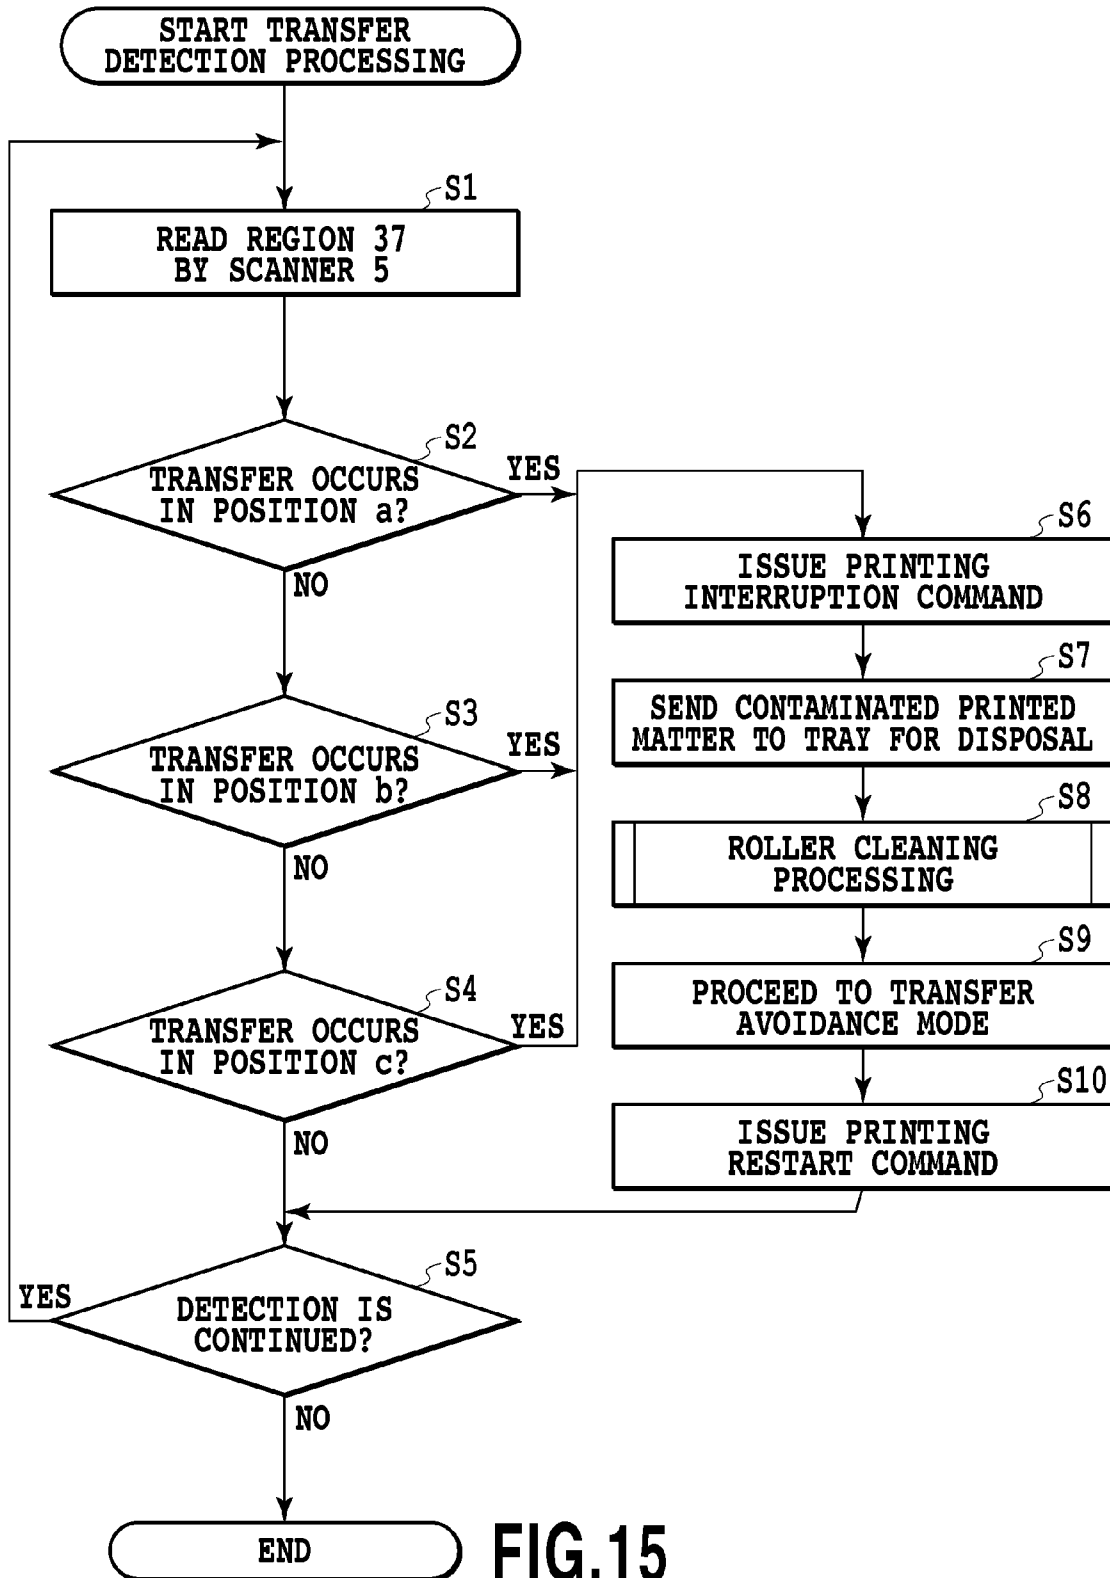 START TRANSFER
DETECTION PROCESSING
S1
READ REGION 37
BY SCANNER 5
S2
TRANSFER OCCURS
IN POSITION a?
YES
NO
S3
TRANSFER OCCURS
IN POSITION b?
YES
NO
S4
TRANSFER OCCURS
IN POSITION c?
YES
NO
S5
DETECTION IS
CONTINUED?
YES
NO
END
S6
ISSUE PRINTING
INTERRUPTION COMMAND
S7
SEND CONTAMINATED PRINTED
MATTER TO TRAY FOR DISPOSAL
S8
ROLLER CLEANING
PROCESSING
S9
PROCEED TO TRANSFER
AVOIDANCE MODE
S10
ISSUE PRINTING
RESTART COMMAND
FIG.15